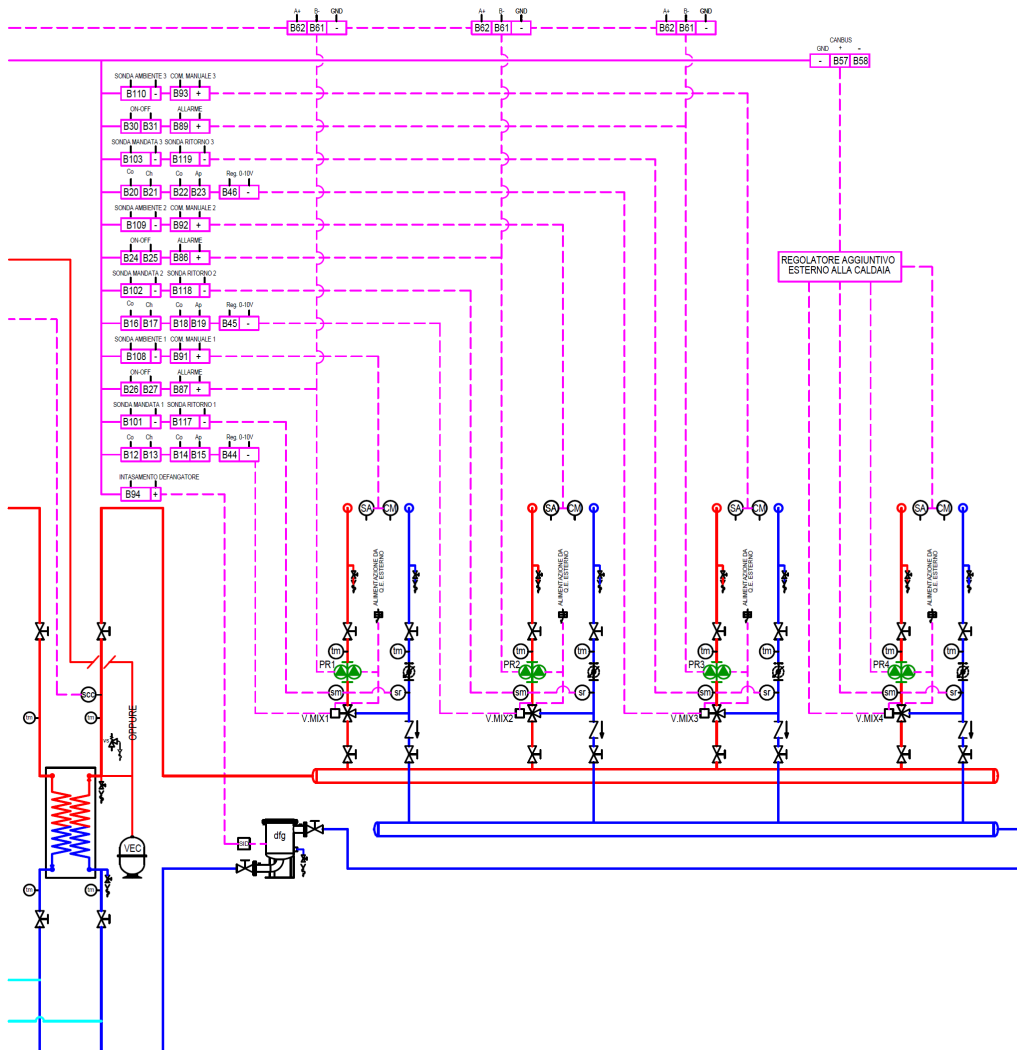 A+ B- GND
B62 B61 -
A+ B- GND
B62 B61 -
A+ B- GND
B62 B61 -
CANBUS
GND + -
- B57 B58
SONDA AMBIENTE 3 COM. MANUALE 3
B110 - B93 +
ON-OFF ALLARME
B30 B31 B89 +
SONDA MANDATA 3 SONDA RITORNO 3
B103 - B119 -
Co Ch Co Ap Reg. 0-10V
B20 B21 B22 B23 B46 -
SONDA AMBIENTE 2 COM. MANUALE 2
B109 - B92 +
ON-OFF ALLARME
B24 B25 B86 +
SONDA MANDATA 2 SONDA RITORNO 2
B102 - B118 -
Co Ch Co Ap Reg. 0-10V
B16 B17 B18 B19 B45 -
SONDA AMBIENTE 1 COM. MANUALE 1
B108 - B91 +
ON-OFF ALLARME
B26 B27 B87 +
SONDA MANDATA 1 SONDA RITORNO 1
B101 - B117 -
Co Ch Co Ap Reg. 0-10V
B12 B13 B14 B15 B44 -
INTASAMENTO DEFANGATORE
B94 +
REGOLATORE AGGIUNTIVO
ESTERNO ALLA CALDAIA
SA CM
SA CM
SA CM
SA CM
ALIMENTAZIONE DA
Q.E. ESTERNO
ALIMENTAZIONE DA
Q.E. ESTERNO
ALIMENTAZIONE DA
Q.E. ESTERNO
ALIMENTAZIONE DA
Q.E. ESTERNO
tm tm tm tm tm tm tm tm
PR1 PR2 PR3 PR4
sm sr sm sr sm sr sm sr
V.MIX1 V.MIX2 V.MIX3 V.MIX4
scc
tm tm
OPPURE
vs
VEC
SID
dfg
tm tm